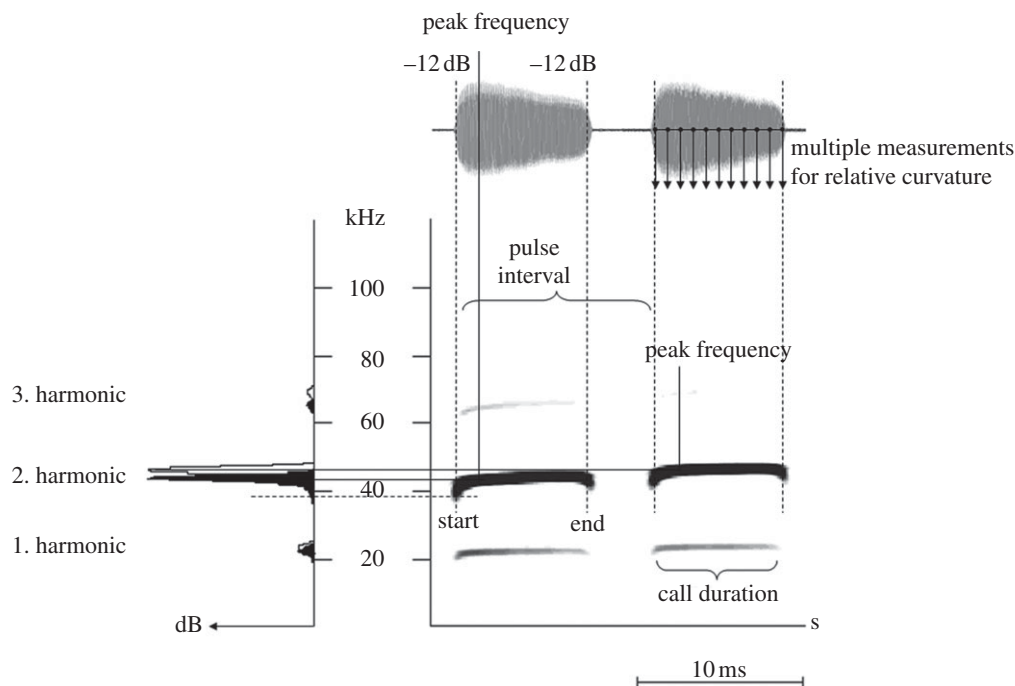 peak frequency
–12 dB
–12 dB
multiple measurements
for relative curvature
kHz
pulse
interval
100
80
peak frequency
3. harmonic
60
2. harmonic
40
start
end
1. harmonic
20
call duration
dB
s
10 ms